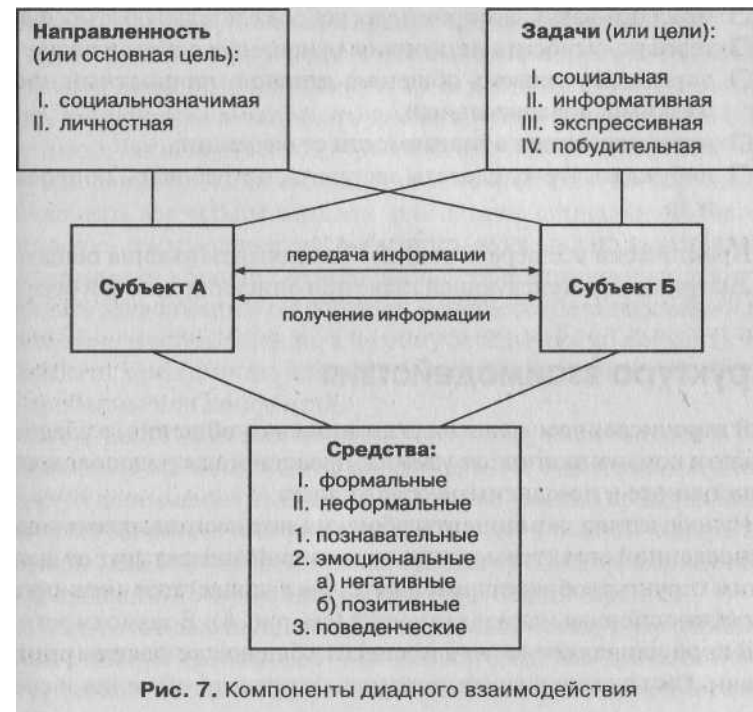 Направленность
(или основная цель):
I. социальнозначимая
II. личностная
Задачи (или цели):
I. социальная
II. информативная
III. экспрессивная
IV. побудительная
Субъект А
передача информации
получение информации
Субъект Б
Средства:
I. формальные
II. неформальные
1. познавательные
2. эмоциональные
а) негативные
б) позитивные
3. поведенческие
Рис. 7. Компоненты диадного взаимодействия